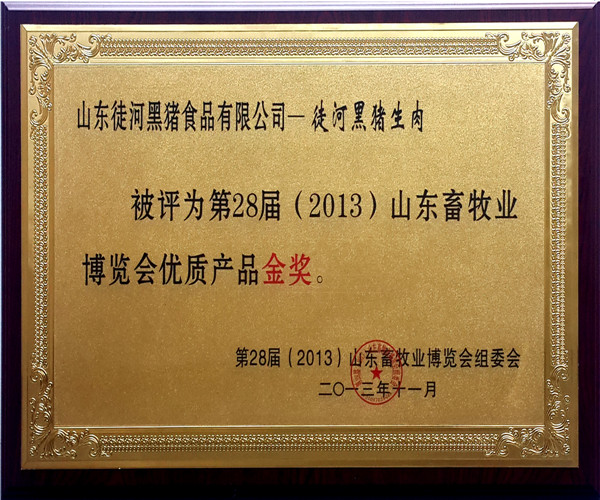 山东徒河黑猪食品有限公司—徒河黑猪生肉
被评为第28届（2013）山东畜牧业
博览会优质产品金奖。
第28届（2013）山东畜牧业博览会组委会
二〇一三年十一月